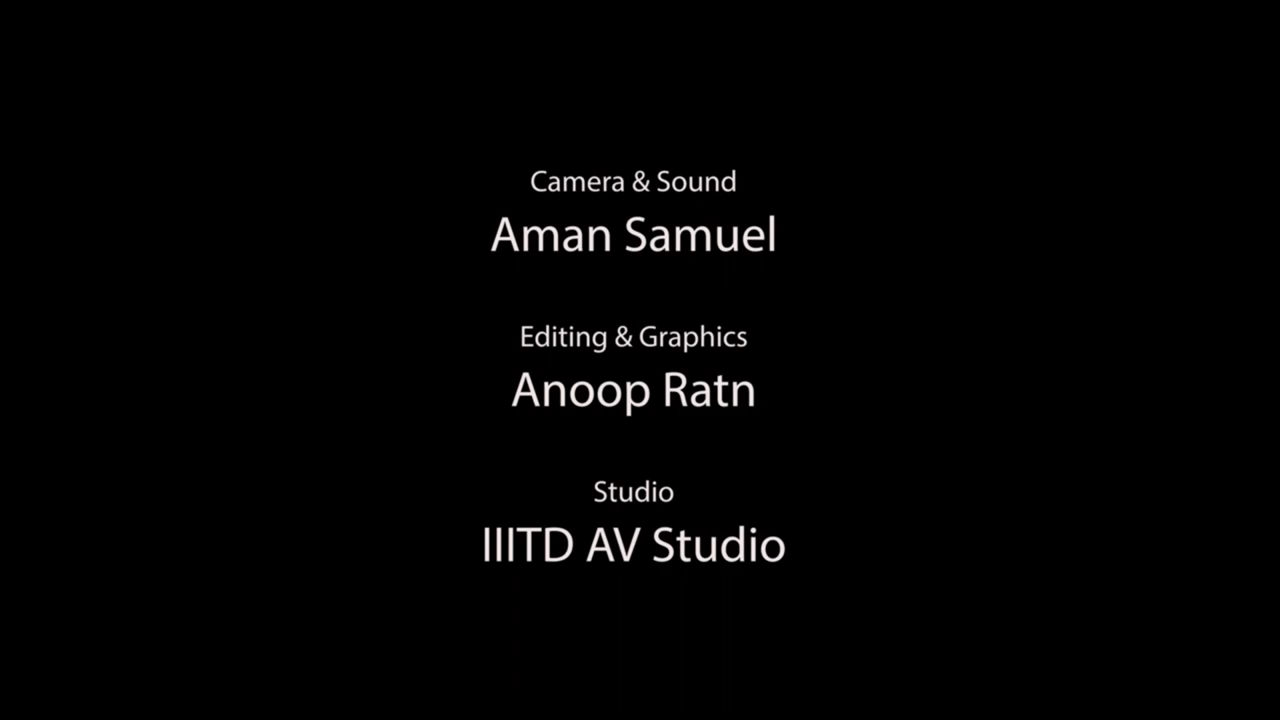 Camera & Sound
Aman Samuel
Editing & Graphics
Anoop Ratn
Studio
IIITD AV Studio